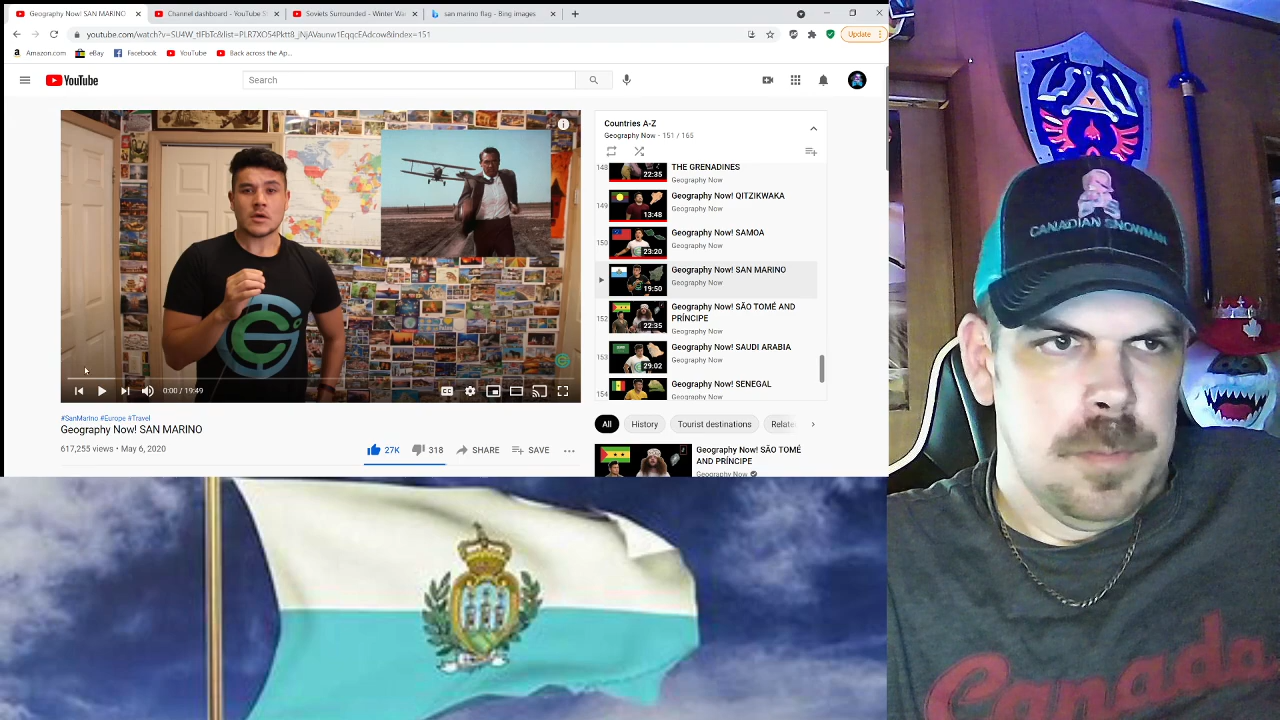 Geography Now! SAN MARINO
Channel dashboard - YouTube S
Soviets Surrounded - Winter W
san marino flag - Bing images
youtube.com/watch?v=SU4W_tIFbTc&list=PLR7XO54Pktt8_jNjAVaunw1EqqcEAdcow&index=151
Update
Amazon.com
eBay
Facebook
YouTube
Back across the Ap...
YouTube
Search
0:00 / 19:49
CC
#SanMarino #Europe #Travel
Geography Now! SAN MARINO
617,255 views • May 6, 2020
27K
318
SHARE
SAVE
Countries A-Z
Geography Now - 151 / 165
148
22:35
THE GRENADINES
Geography Now
149
13:48
Geography Now! QITZIKWAKA
Geography Now
150
23:20
Geography Now! SAMOA
Geography Now
19:50
Geography Now! SAN MARINO
Geography Now
152
22:35
Geography Now! SÃO TOMÉ AND
PRÍNCIPE
Geography Now
153
29:02
Geography Now! SAUDI ARABIA
Geography Now
154
Geography Now! SENEGAL
Geography Now
All
History
Tourist destinations
Relate
Geography Now! SÃO TOMÉ
AND PRÍNCIPE
Geography Now
CANADIAN SNOWMAN
Canada